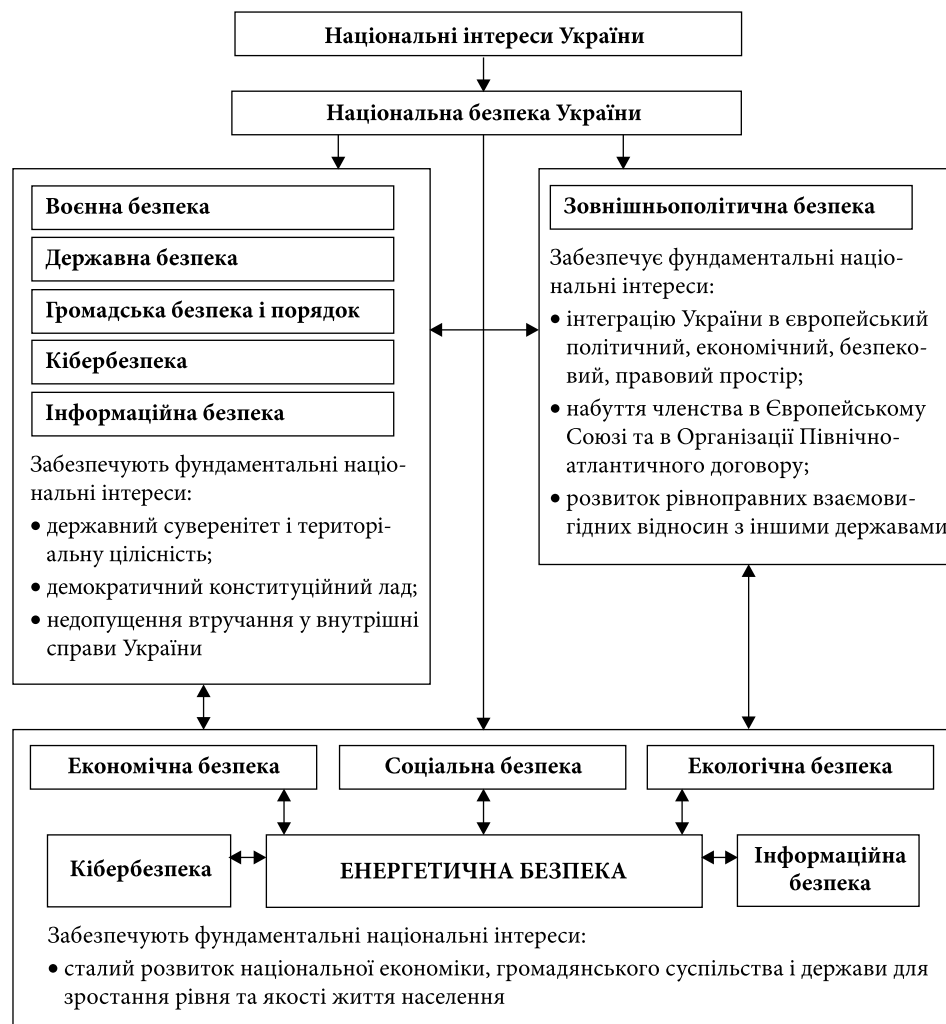 Національні інтереси України
Національна безпека України
Воєнна безпека
Державна безпека
Громадська безпека і порядок
Кібербезпека
Інформаційна безпека
Забезпечують фундаментальні націо-
нальні інтереси:
• державний суверенітет і територі-
альну цілісність;
• демократичний конституційний лад;
• недопущення втручання у внутрішні
справи України
Зовнішньополітична безпека
Забезпечує фундаментальні націо-
нальні інтереси:
• інтеграцію України в європейський
політичний, економічний, безпеко-
вий, правовий простір;
• набуття членства в Європейському
Союзі та в Організації Північно-
атлантичного договору;
• розвиток рівноправних взаємови-
гідних відносин з іншими державами
Економічна безпека
Соціальна безпека
Екологічна безпека
Кібербезпека
ЕНЕРГЕТИЧНА БЕЗПЕКА
Інформаційна
безпека
Забезпечують фундаментальні національні інтереси:
• сталий розвиток національної економіки, громадянського суспільства і держави для
зростання рівня та якості життя населення